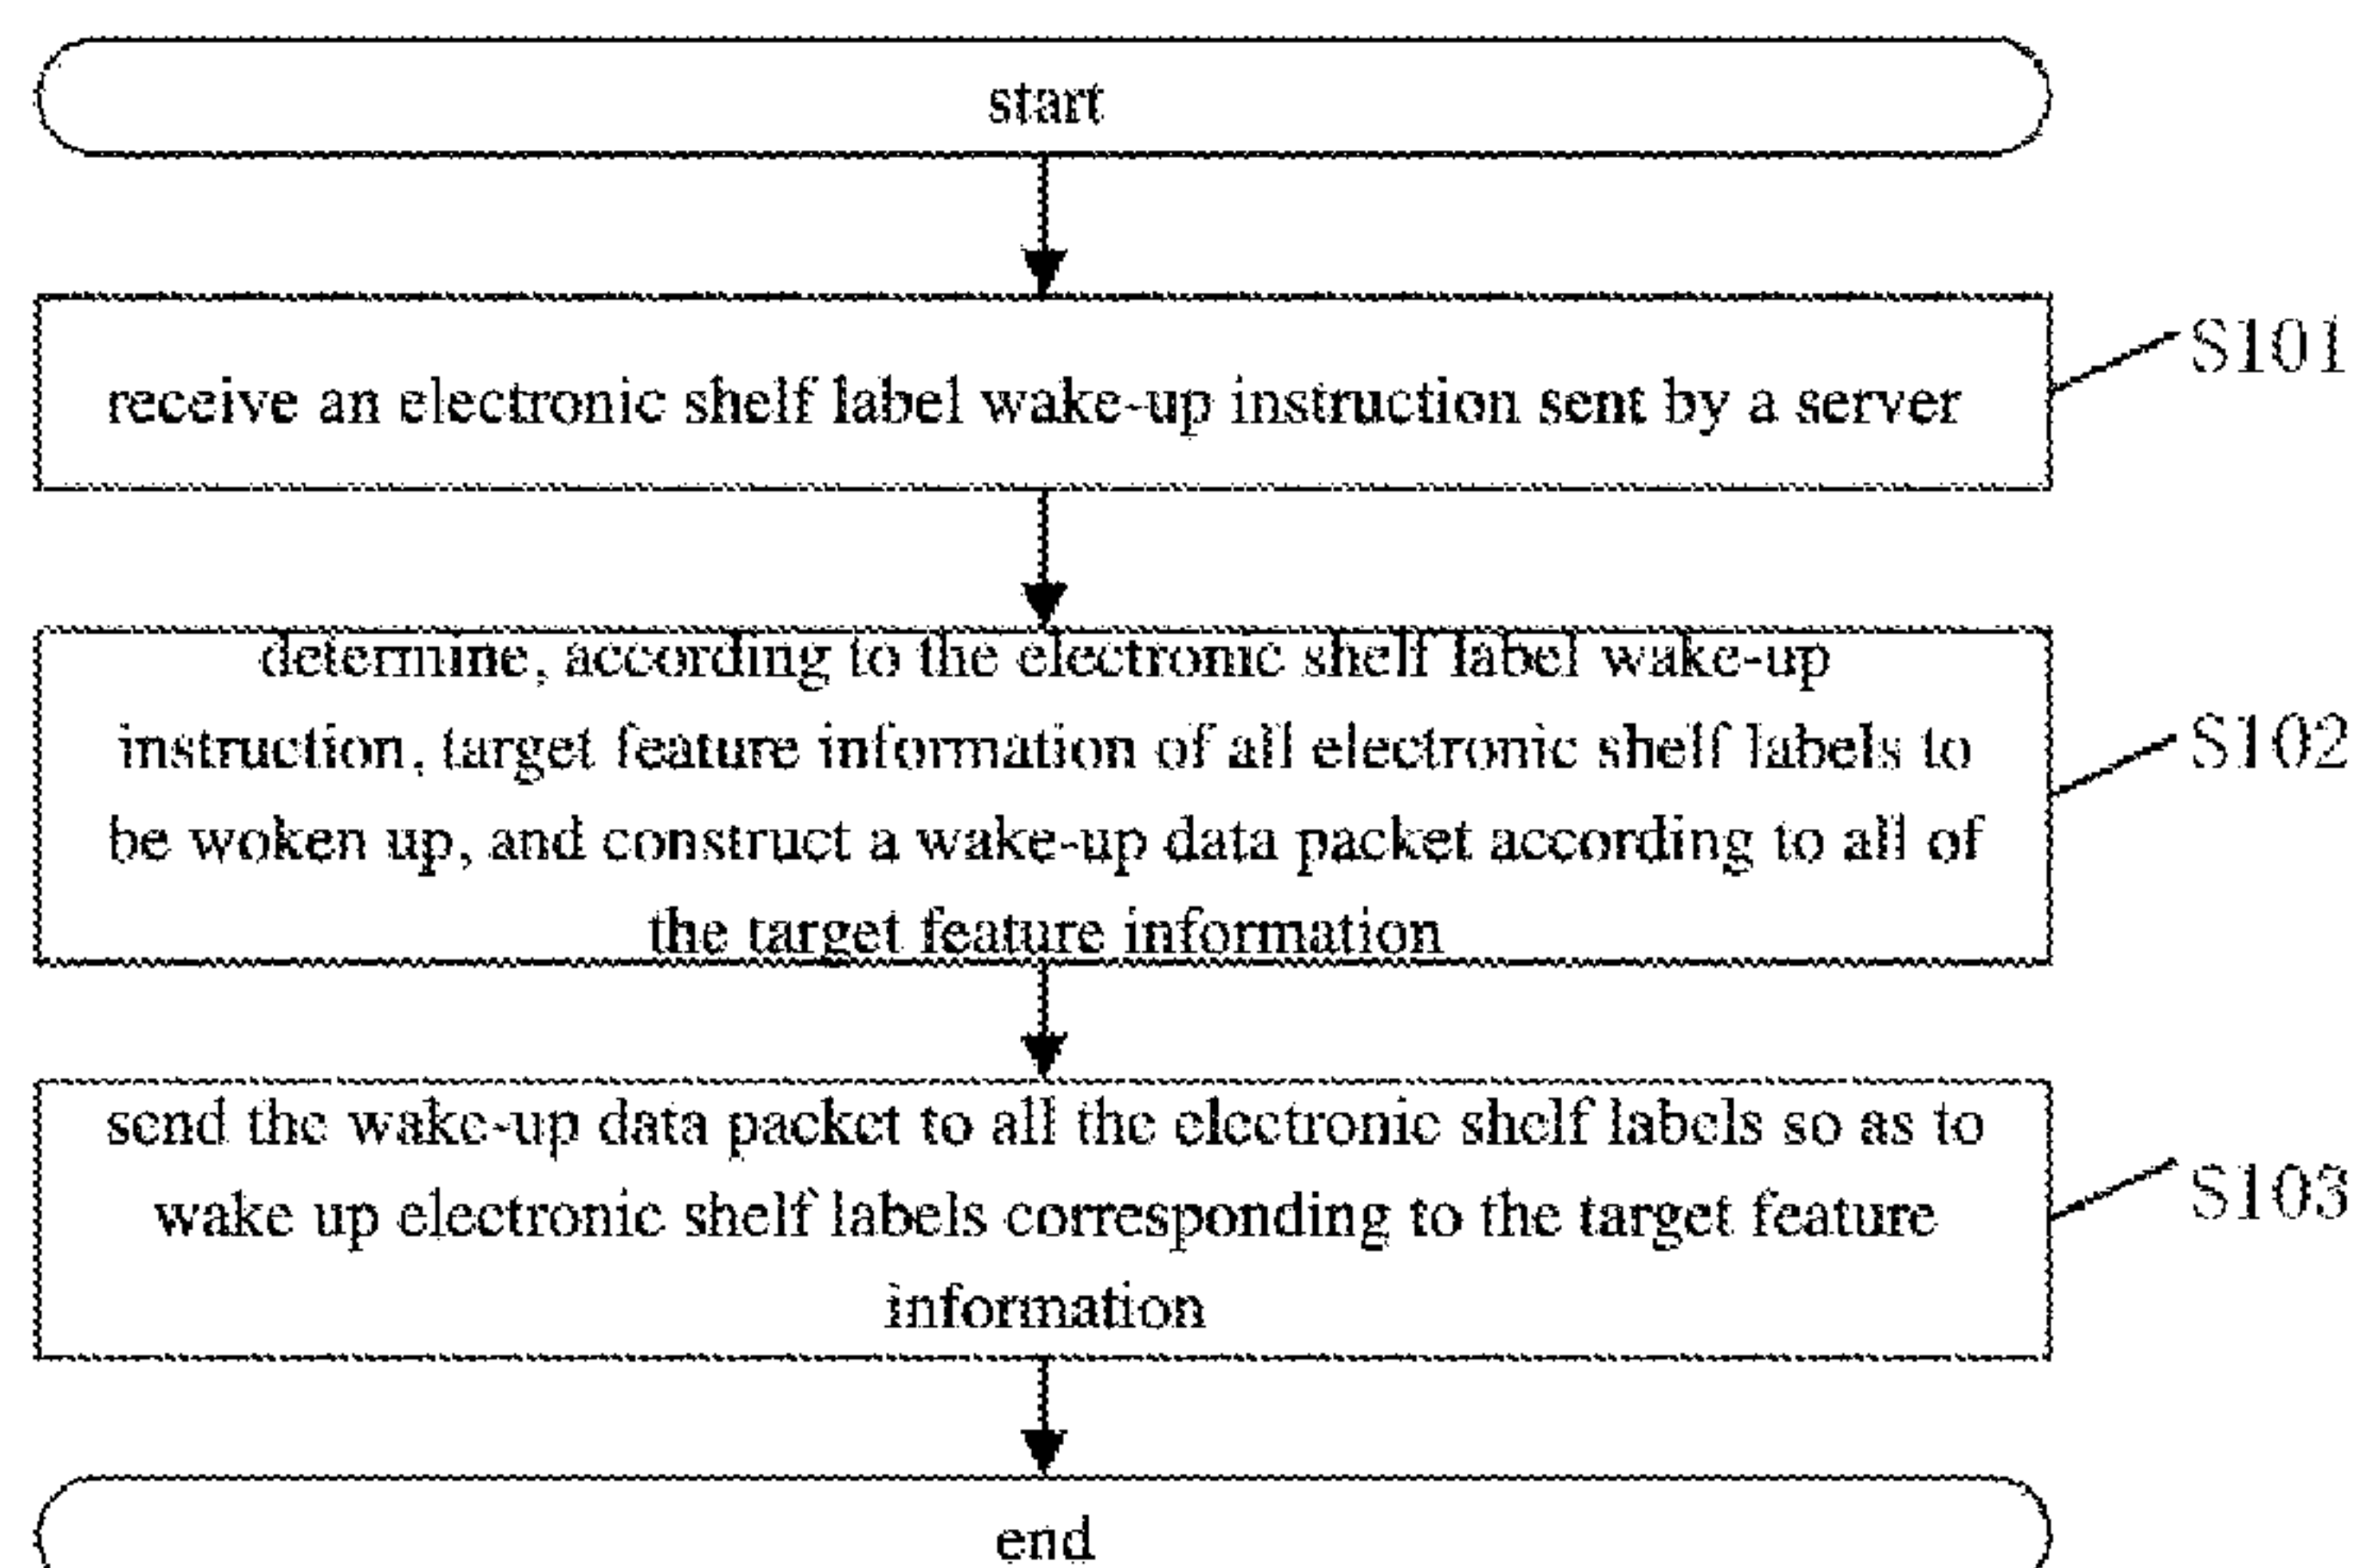 start
receive an electronic shelf label wake-up instruction sent by a server
S101
determine, according to the electronic shelf label wake-up
instruction, target feature information of all electronic shelf labels to
be woken up, and construct a wake-up data packet according to all of
the target feature information
S102
send the wake-up data packet to all the electronic shelf labels so as to
wake up electronic shelf labels corresponding to the target feature
information
S103
end